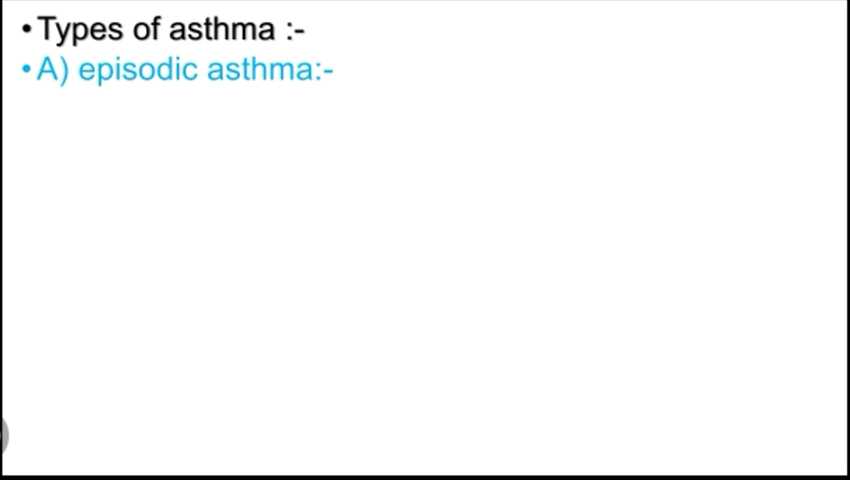 •Types of asthma :-
•A) episodic asthma:-